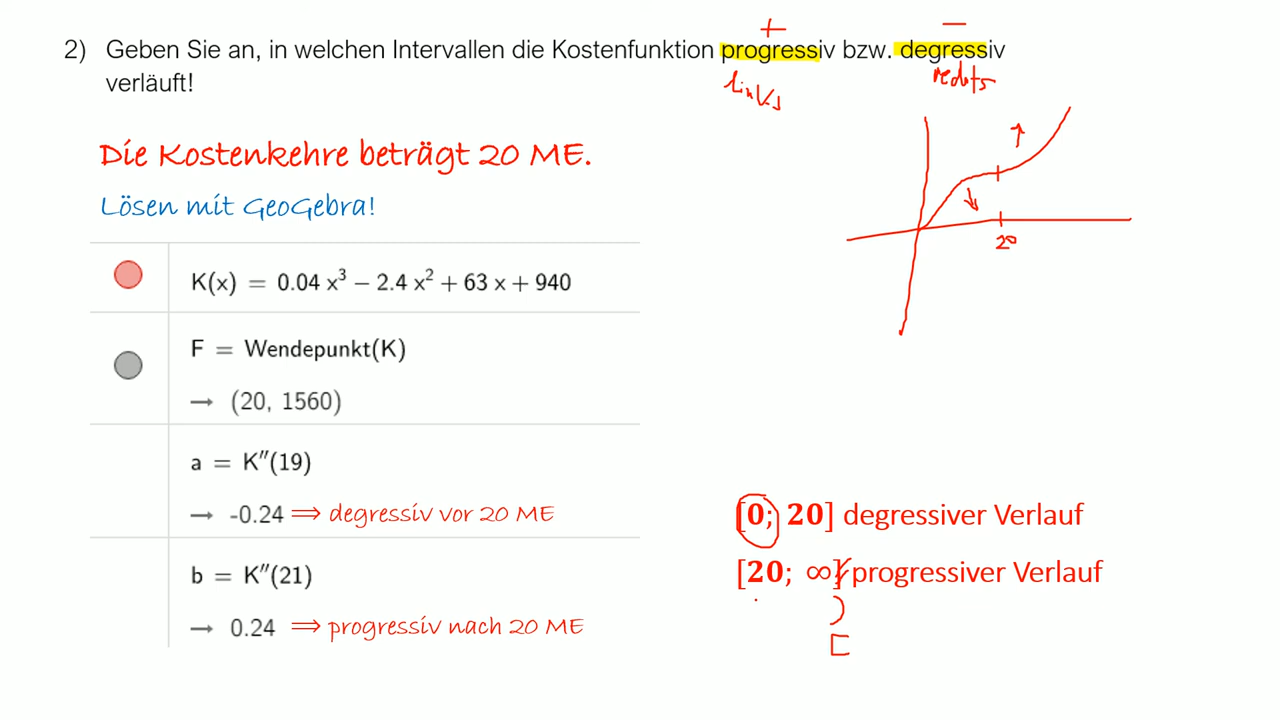 + –
2) Geben Sie an, in welchen Intervallen die Kostenfunktion progressiv bzw. degressiv
verläuft!
links rechts
Die Kostenkehre beträgt 20 ME.
Lösen mit GeoGebra!
20
K(x) = 0.04 x³ − 2.4 x² + 63 x + 940
F = Wendepunkt(K)
→ (20, 1560)
a = K″(19)
→ -0.24 ⇒ degressiv vor 20 ME
[0; 20] degressiver Verlauf
b = K″(21)
[20; ∞] progressiver Verlauf
)
→ 0.24 ⇒ progressiv nach 20 ME
[